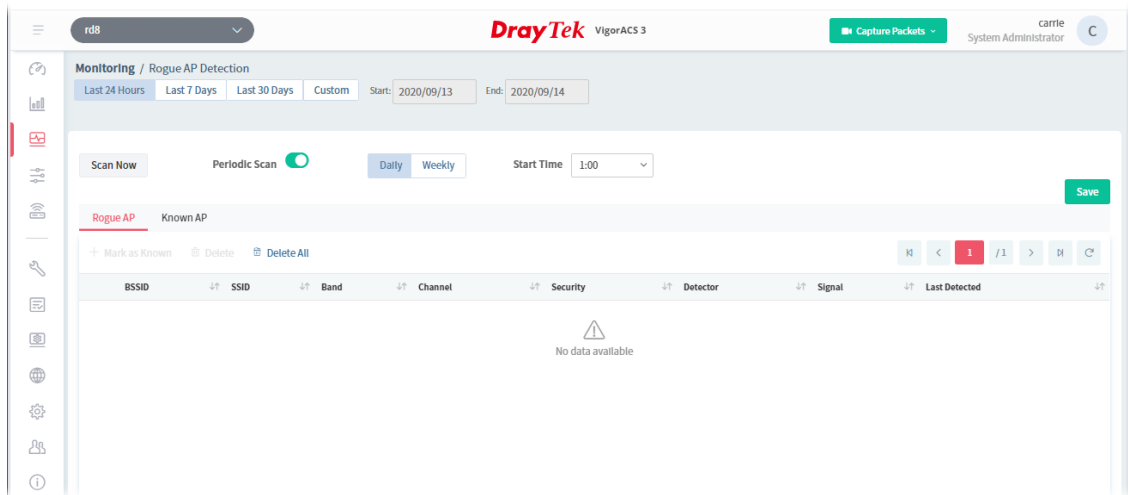 rd8
DrayTek VigorACS 3
Capture Packets
carrie
System Administrator
C
Monitoring / Rogue AP Detection
Last 24 Hours Last 7 Days Last 30 Days Custom Start: 2020/09/13 End: 2020/09/14
Scan Now Periodic Scan Daily Weekly Start Time 1:00
Save
Rogue AP Known AP
+ Mark as Known Delete Delete All 1 / 1
BSSID SSID Band Channel Security Detector Signal Last Detected
No data available